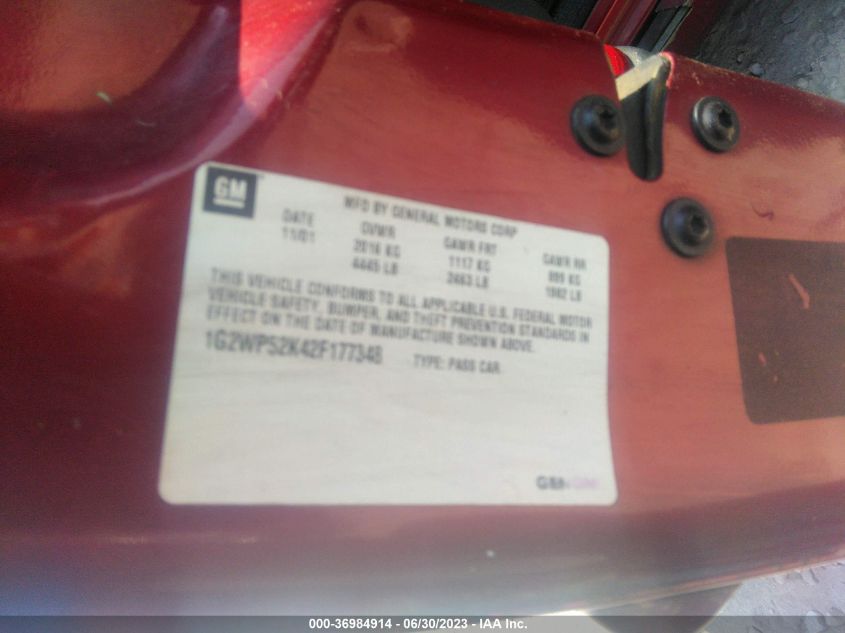 GM
MFD BY GENERAL MOTORS CORP
DATE GVWR GAWR FRT GAWR RR
11/01 2016 KG 1117 KG 899 KG
4445 LB 2463 LB 1982 LB
THIS VEHICLE CONFORMS TO ALL APPLICABLE U.S. FEDERAL MOTOR
VEHICLE SAFETY, BUMPER, AND THEFT PREVENTION STANDARDS IN
EFFECT ON THE DATE OF MANUFACTURE SHOWN ABOVE.
1G2WP52K42F177348 TYPE: PASS CAR
000-36984914 - 06/30/2023 - IAA Inc.